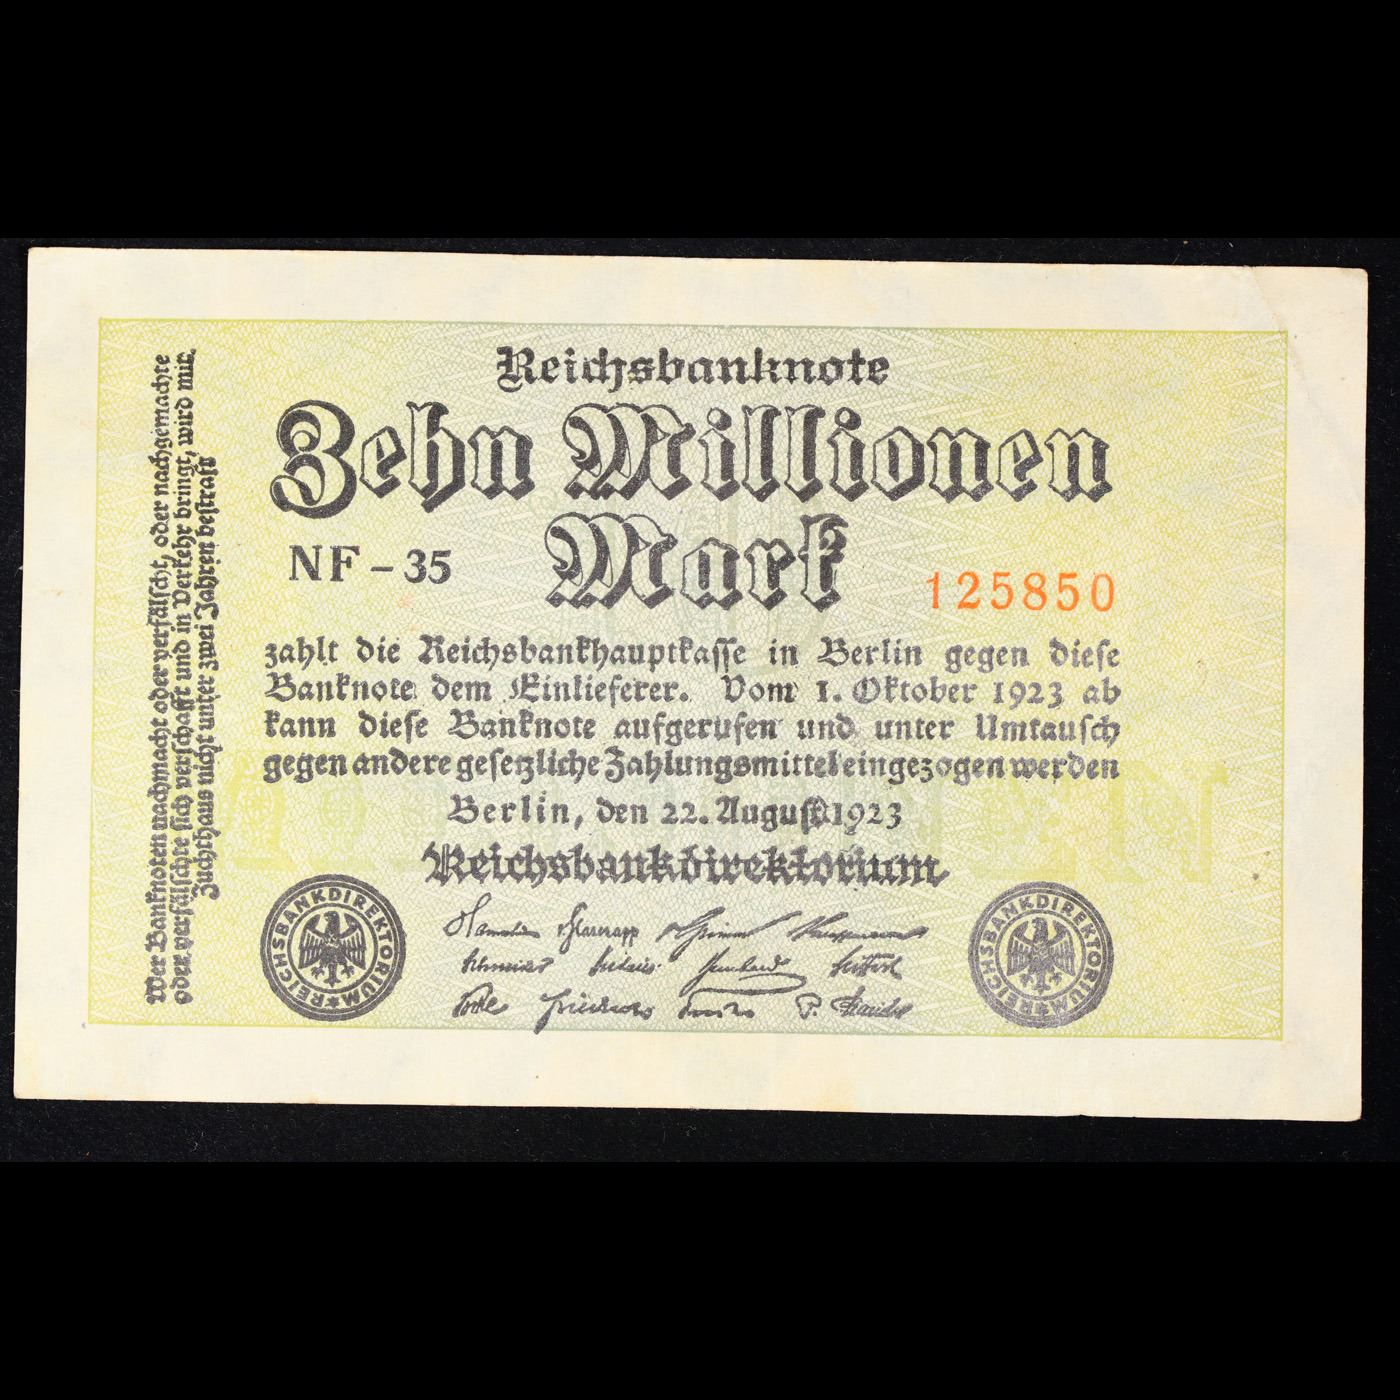 Reichsbanknote
Zehn Millionen
Mark
NF-35
125850
zahlt die Reichsbankhauptkasse in Berlin gegen diese
Banknote dem Einlieferer. Vom 1. Oktober 1923 ab
kann diese Banknote aufgerufen und unter Umtausch
gegen andere gesetzliche Zahlungsmittel eingezogen werden
Berlin, den 22. August 1923
Reichsbankdirektorium
REICHSBANKDIREKTORIUM
REICHSBANKDIREKTORIUM
Wer Banknoten nachmacht oder verfälscht, oder nachgemachte
oder verfälschte sich verschafft und in Verkehr bringt, wird mit
Zuchthaus nicht unter zwei Jahren bestraft